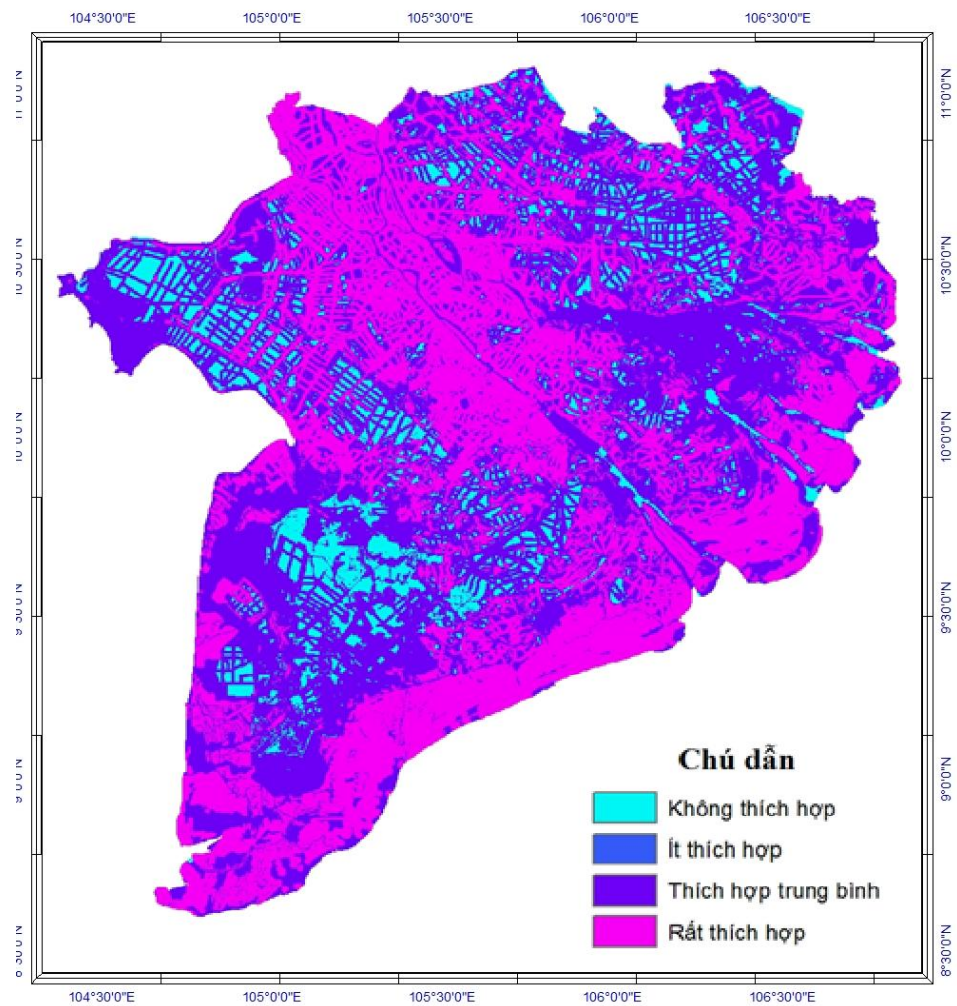 104°30'0"E 105°0'0"E 105°30'0"E 106°0'0"E 106°30'0"E
11°0'0"N
10°30'0"N
10°0'0"N
9°30'0"N
9°0'0"N
8°30'0"N
Chú dẫn
Không thích hợp
Ít thích hợp
Thích hợp trung bình
Rất thích hợp
104°30'0"E 105°0'0"E 105°30'0"E 106°0'0"E 106°30'0"E